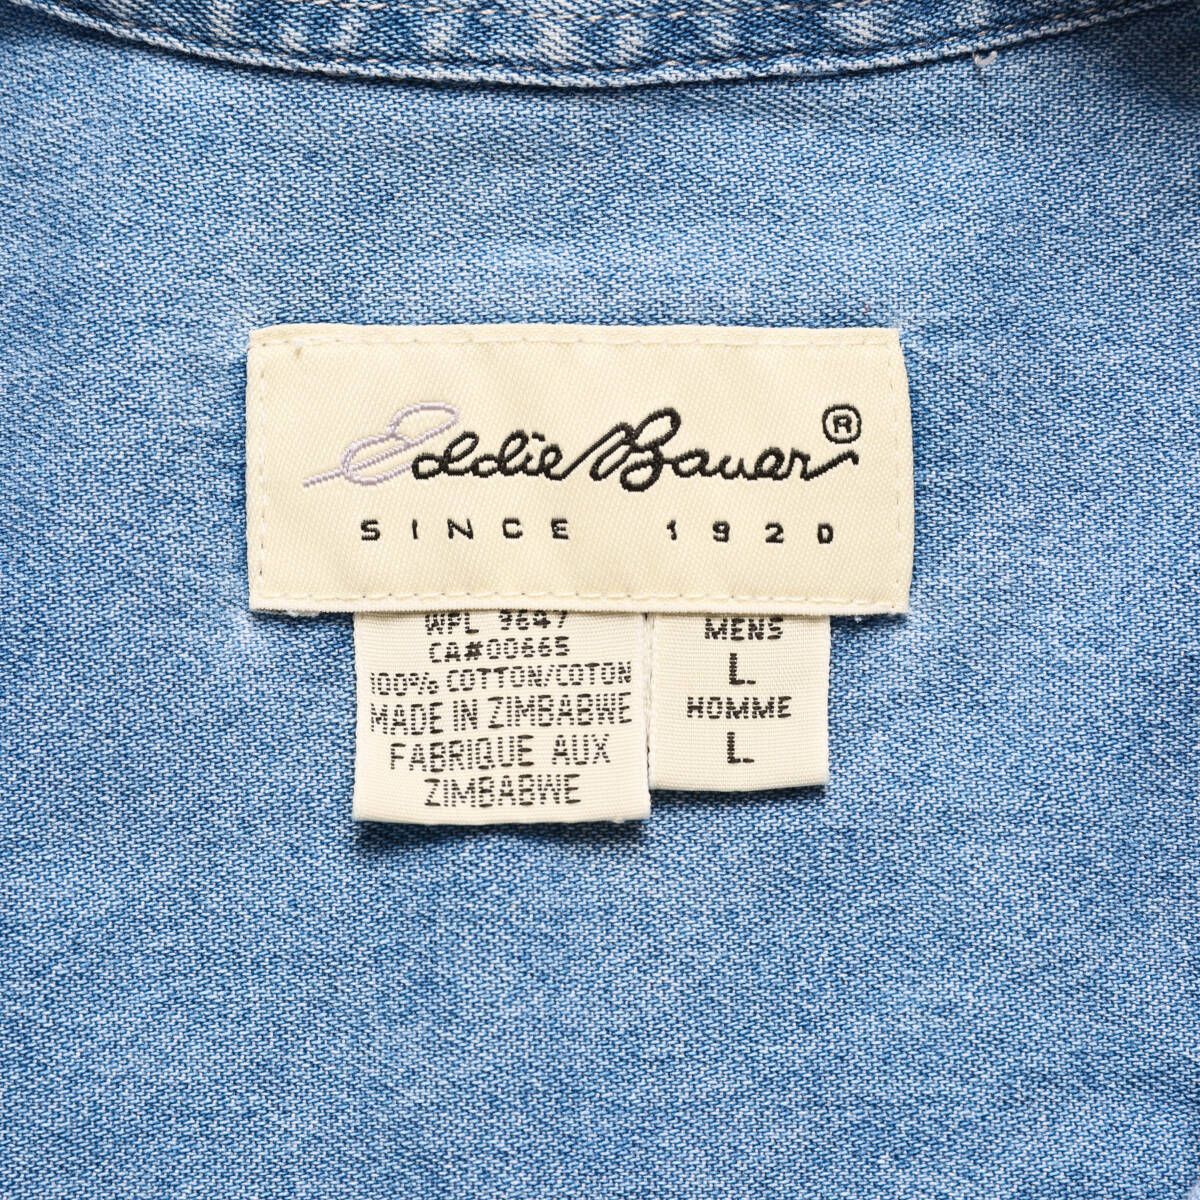 Eddie Bauer®
SINCE 1920
WPL 9647
CA#00665
100% COTTON/COTON
MADE IN ZIMBABWE
FABRIQUE AUX
ZIMBABWE
MENS
L
HOMME
L